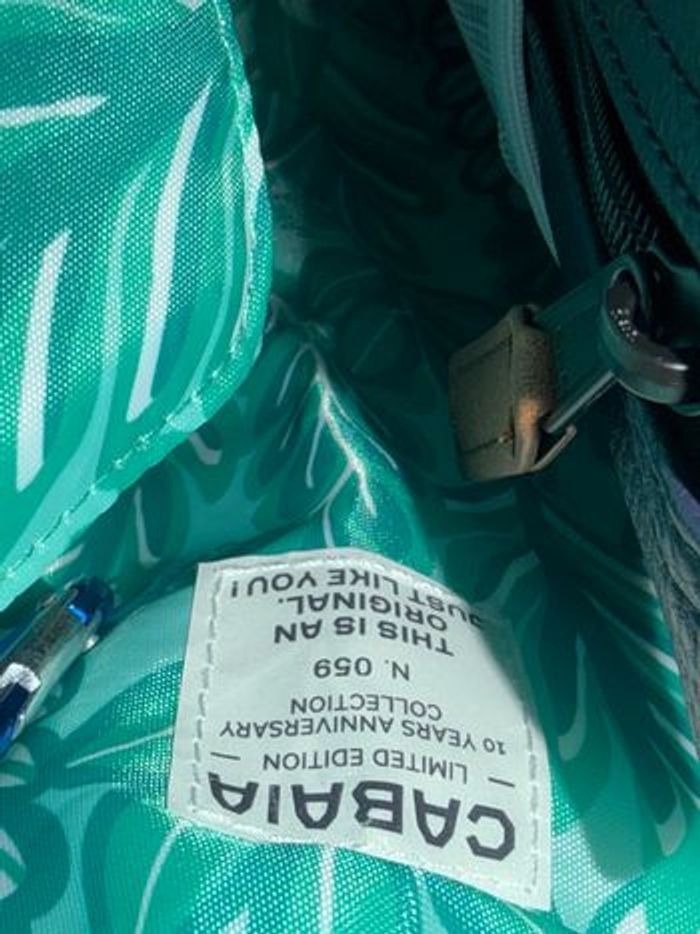 CABAIA
— LIMITED EDITION —
10 YEARS ANNIVERSARY
COLLECTION
N. 059
THIS IS AN
ORIGINAL.
JUST LIKE YOU!